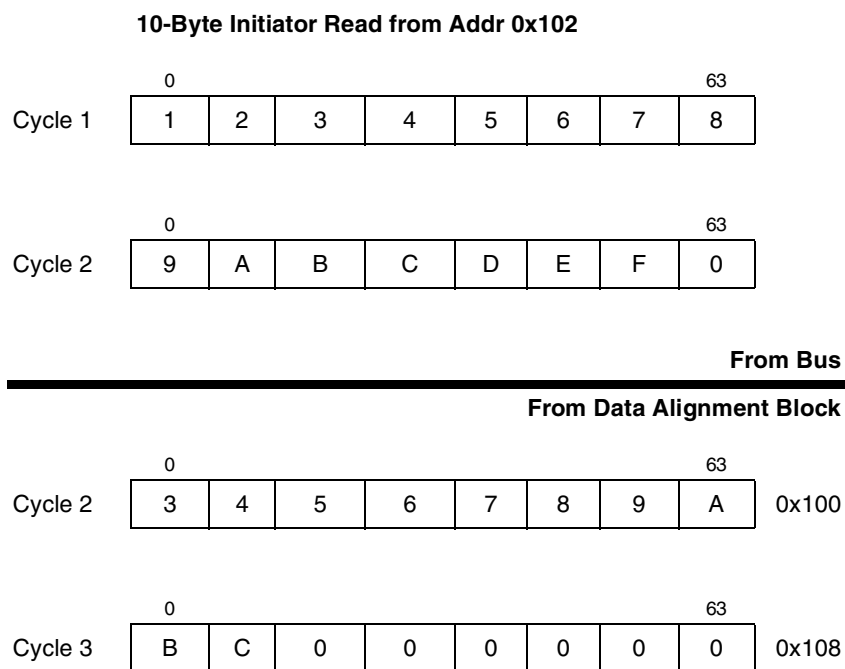 10-Byte Initiator Read from Addr 0x102
0 63
Cycle 1 1 2 3 4 5 6 7 8
0 63
Cycle 2 9 A B C D E F 0
From Bus
From Data Alignment Block
0 63
Cycle 2 3 4 5 6 7 8 9 A 0x100
0 63
Cycle 3 B C 0 0 0 0 0 0 0x108